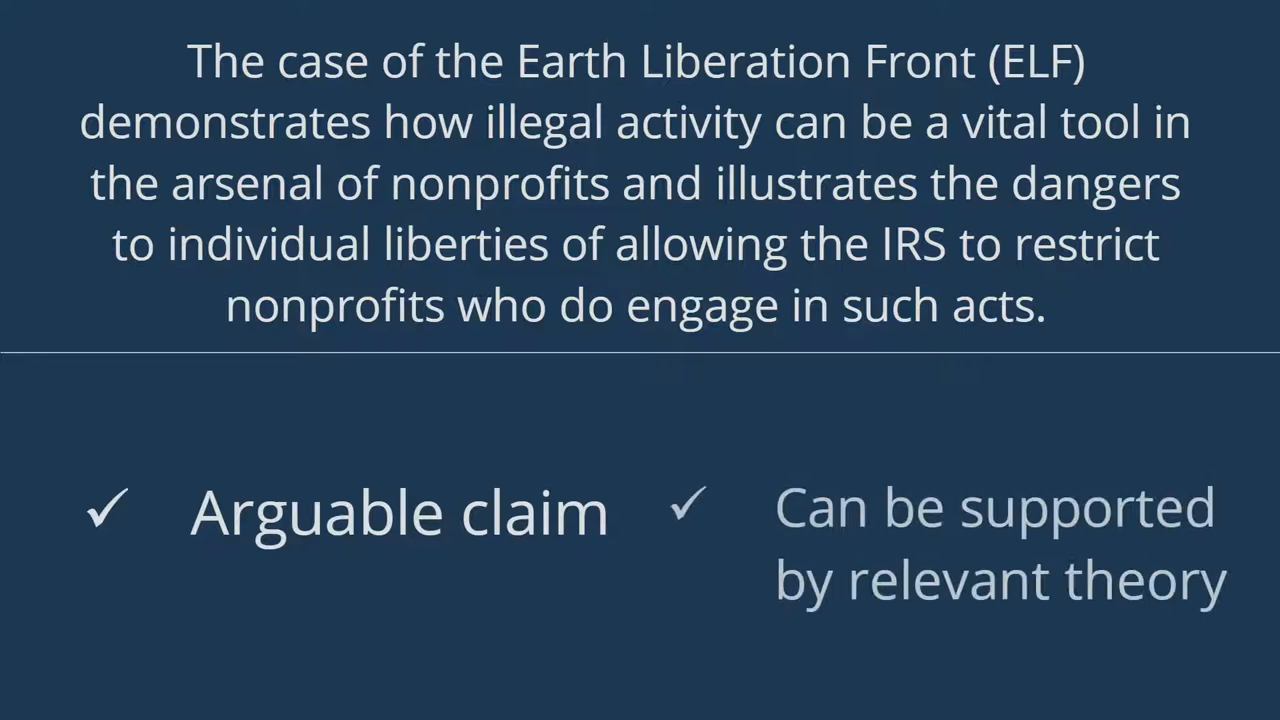 The case of the Earth Liberation Front (ELF)
demonstrates how illegal activity can be a vital tool in
the arsenal of nonprofits and illustrates the dangers
to individual liberties of allowing the IRS to restrict
nonprofits who do engage in such acts.
✓ Arguable claim
✓ Can be supported
by relevant theory